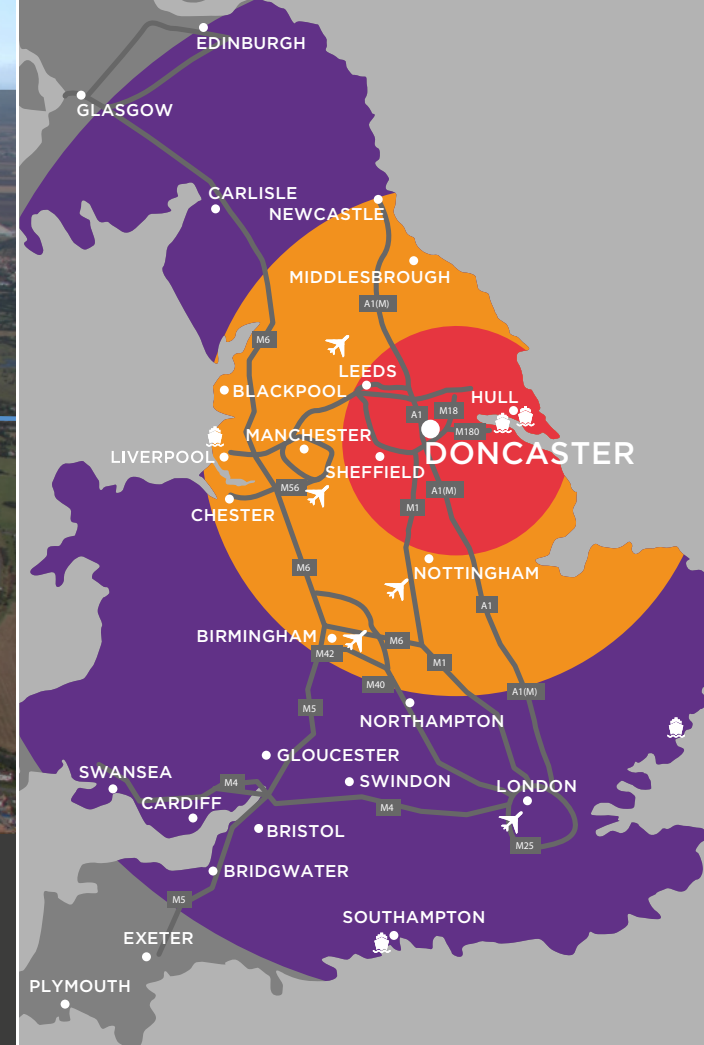 EDINBURGH
GLASGOW
CARLISLE
NEWCASTLE
MIDDLESBROUGH
A1(M)
M6
LEEDS
BLACKPOOL
HULL
A1
M18
M180
MANCHESTER
DONCASTER
LIVERPOOL
SHEFFIELD
M56
A1(M)
M1
CHESTER
M6
NOTTINGHAM
A1
BIRMINGHAM
M6
M42
M1
M40
A1(M)
M5
NORTHAMPTON
GLOUCESTER
SWANSEA
M4
SWINDON
LONDON
CARDIFF
M4
BRISTOL
M25
BRIDGWATER
M5
SOUTHAMPTON
EXETER
PLYMOUTH